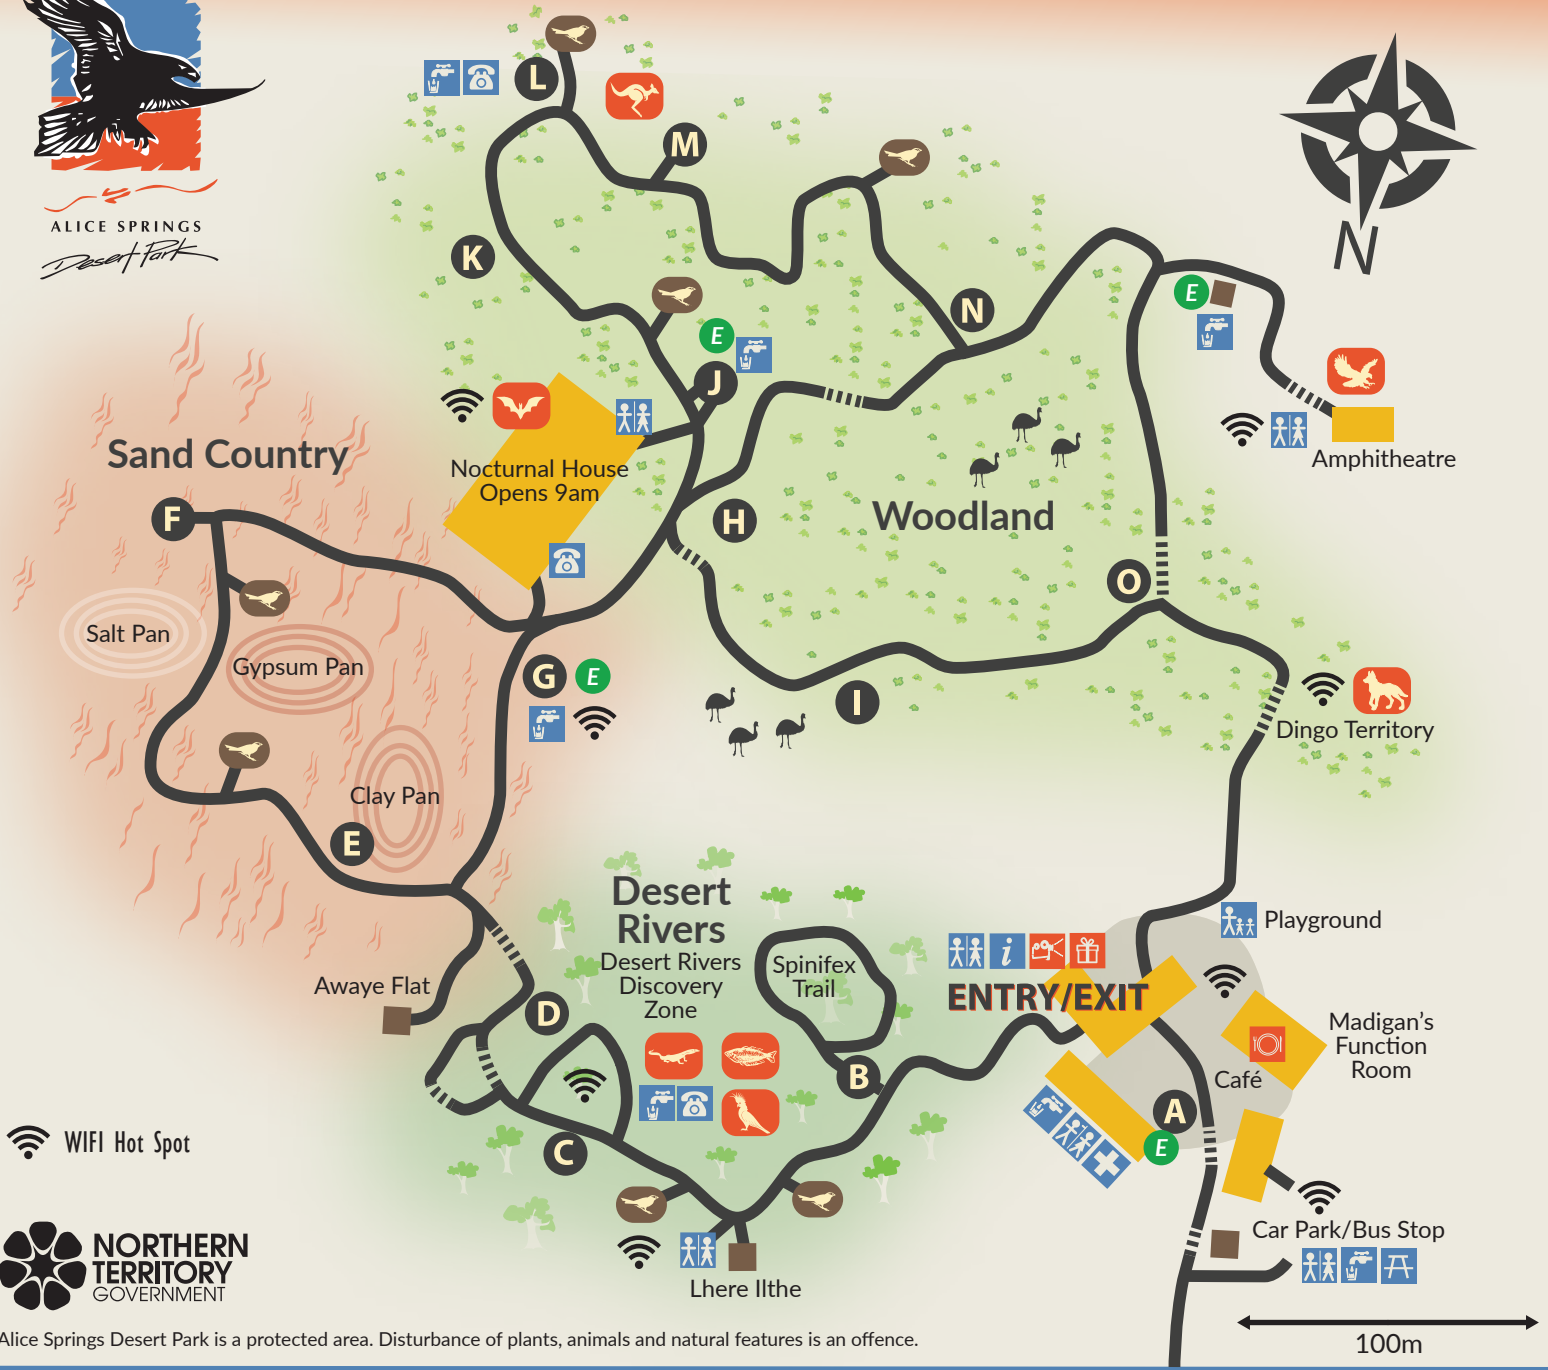 ALICE SPRINGS
Desert Park
N
L
M
K
N
E
E
J
Amphitheatre
Sand Country
Nocturnal House
Opens 9am
F
H
Woodland
O
Salt Pan
Gypsum Pan
G
E
I
Dingo Territory
Clay Pan
E
Desert
Rivers
Desert Rivers
Discovery
Zone
Spinifex
Trail
Playground
i
ENTRY/EXIT
Awaye Flat
D
Madigan's
Function
Room
Café
B
A
E
C
WIFI Hot Spot
Car Park/Bus Stop
Lhere Ilthe
NORTHERN
TERRITORY
GOVERNMENT
Alice Springs Desert Park is a protected area. Disturbance of plants, animals and natural features is an offence.
100m